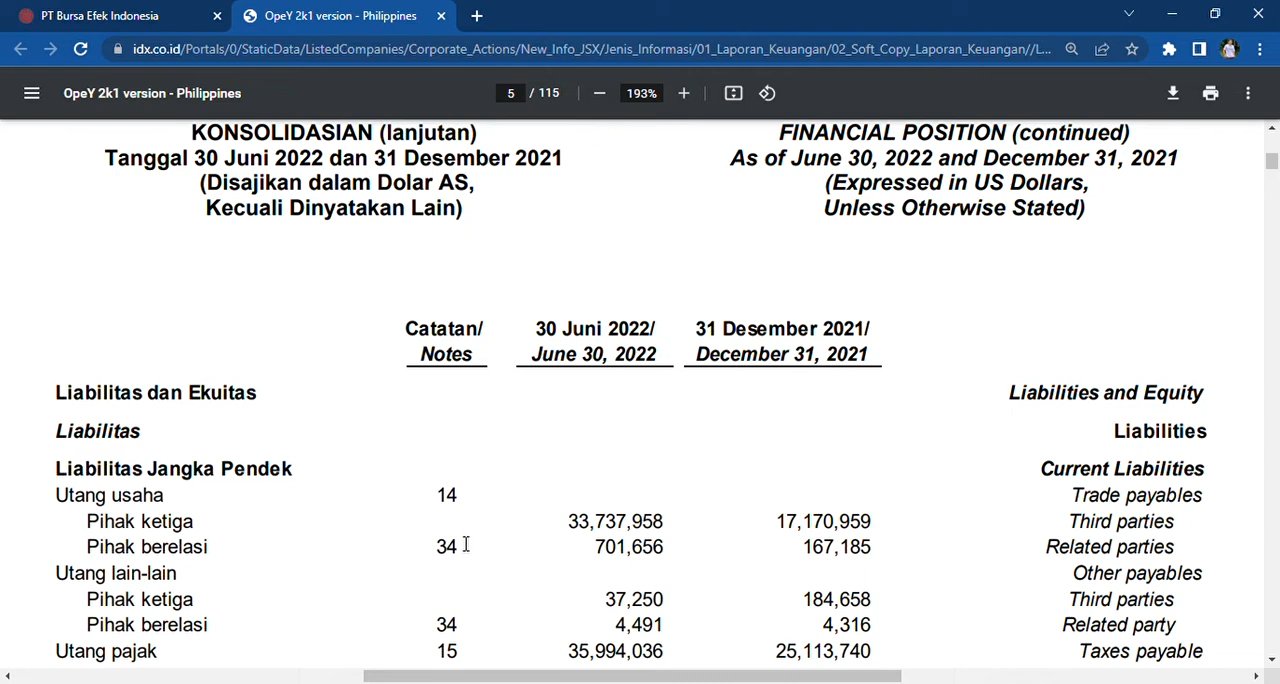 PT Bursa Efek Indonesia
OpeY 2k1 version - Philippines
idx.co.id/Portals/0/StaticData/ListedCompanies/Corporate_Actions/New_Info_JSX/Jenis_Informasi/01_Laporan_Keuangan/02_Soft_Copy_Laporan_Keuangan//L...
OpeY 2k1 version - Philippines
5 / 115
193%
KONSOLIDASIAN (lanjutan) FINANCIAL POSITION (continued)
Tanggal 30 Juni 2022 dan 31 Desember 2021 As of June 30, 2022 and December 31, 2021
(Disajikan dalam Dolar AS, (Expressed in US Dollars,
Kecuali Dinyatakan Lain) Unless Otherwise Stated)
Catatan/ 30 Juni 2022/ 31 Desember 2021/
Notes June 30, 2022 December 31, 2021
Liabilitas dan Ekuitas Liabilities and Equity
Liabilitas Liabilities
Liabilitas Jangka Pendek Current Liabilities
Utang usaha 14 Trade payables
Pihak ketiga 33,737,958 17,170,959 Third parties
Pihak berelasi 34 701,656 167,185 Related parties
Utang lain-lain Other payables
Pihak ketiga 37,250 184,658 Third parties
Pihak berelasi 34 4,491 4,316 Related party
Utang pajak 15 35,994,036 25,113,740 Taxes payable